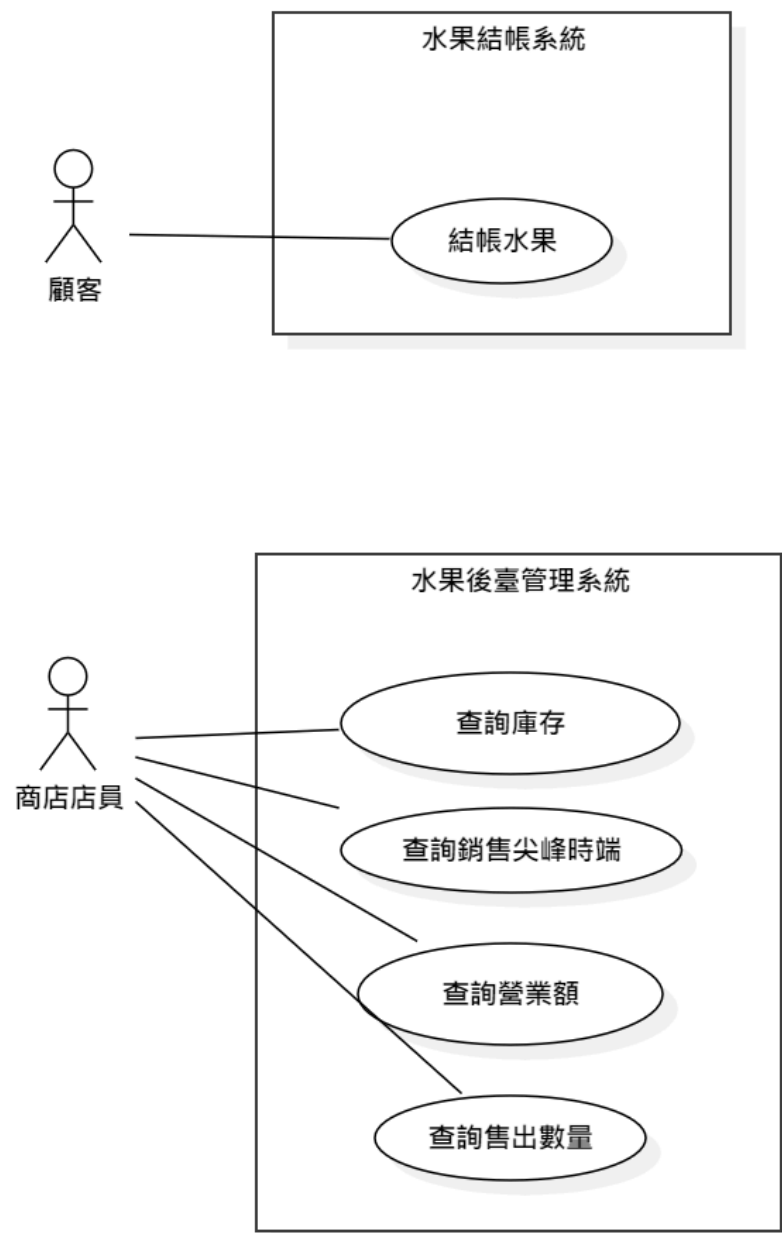 水果結帳系統
結帳水果
顧客
水果後臺管理系統
商店店員
查詢庫存
查詢銷售尖峰時端
查詢營業額
查詢售出數量